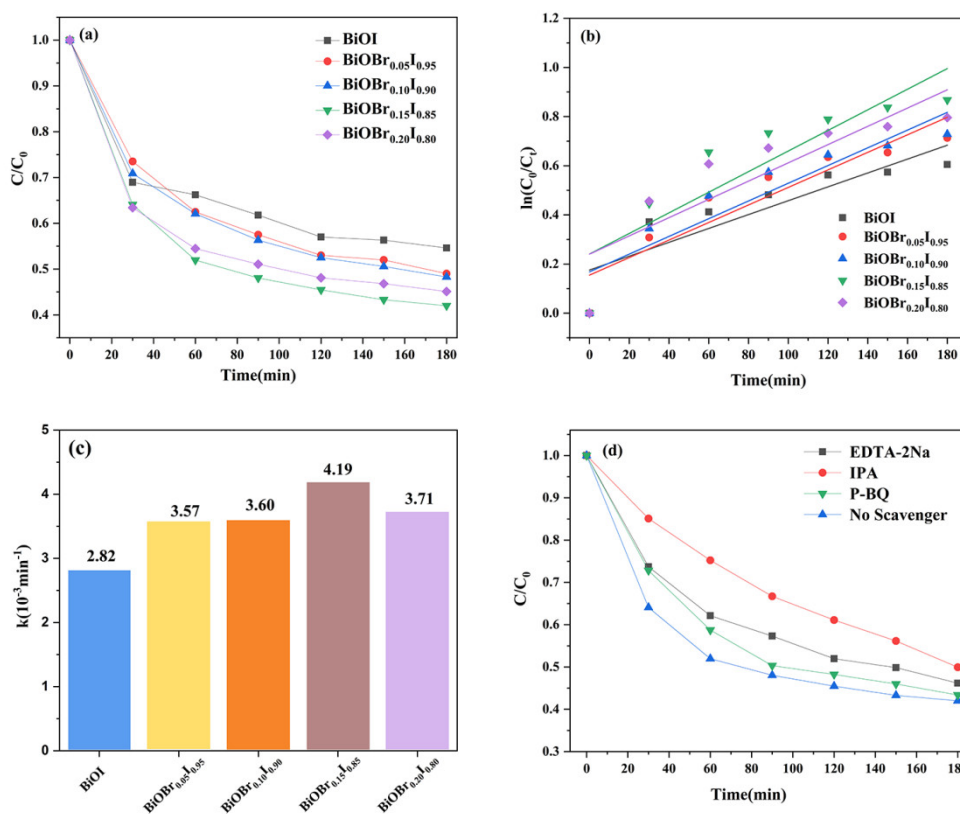 (a)
BiOI
BiOBr0.05I0.95
BiOBr0.10I0.90
BiOBr0.15I0.85
BiOBr0.20I0.80
1.0
0.9
0.8
0.7
0.6
0.5
0.4
C/C0
0 20 40 60 80 100 120 140 160 180
Time(min)
(b)
1.2
1.0
0.8
0.6
0.4
0.2
0.0
ln(C0/Ct)
BiOI
BiOBr0.05I0.95
BiOBr0.10I0.90
BiOBr0.15I0.85
BiOBr0.20I0.80
0 20 40 60 80 100 120 140 160 180
Time(min)
(c)
5
4
3
2
1
0
k(10-3min-1)
2.82
3.57
3.60
4.19
3.71
BiOI
BiOBr0.05I0.95
BiOBr0.10I0.90
BiOBr0.15I0.85
BiOBr0.20I0.80
(d)
EDTA-2Na
IPA
P-BQ
No Scavenger
1.0
0.9
0.8
0.7
0.6
0.5
0.4
0.3
C/C0
0 20 40 60 80 100 120 140 160 180
Time(min)